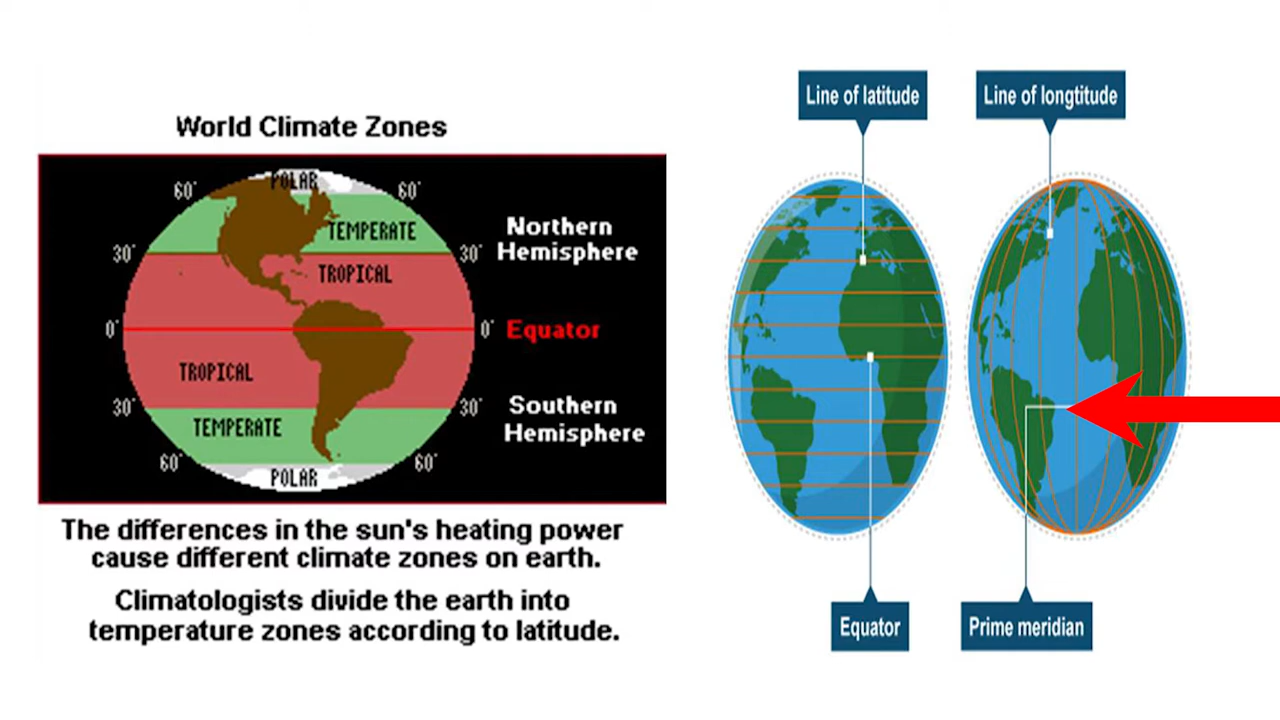 World Climate Zones
POLAR
60° 60°
TEMPERATE
Northern
Hemisphere
30° 30°
TROPICAL
0° 0° Equator
TROPICAL
30° 30°
Southern
Hemisphere
TEMPERATE
60° 60°
POLAR
The differences in the sun's heating power
cause different climate zones on earth.
Climatologists divide the earth into
temperature zones according to latitude.
Line of latitude
Line of longtitude
Equator
Prime meridian